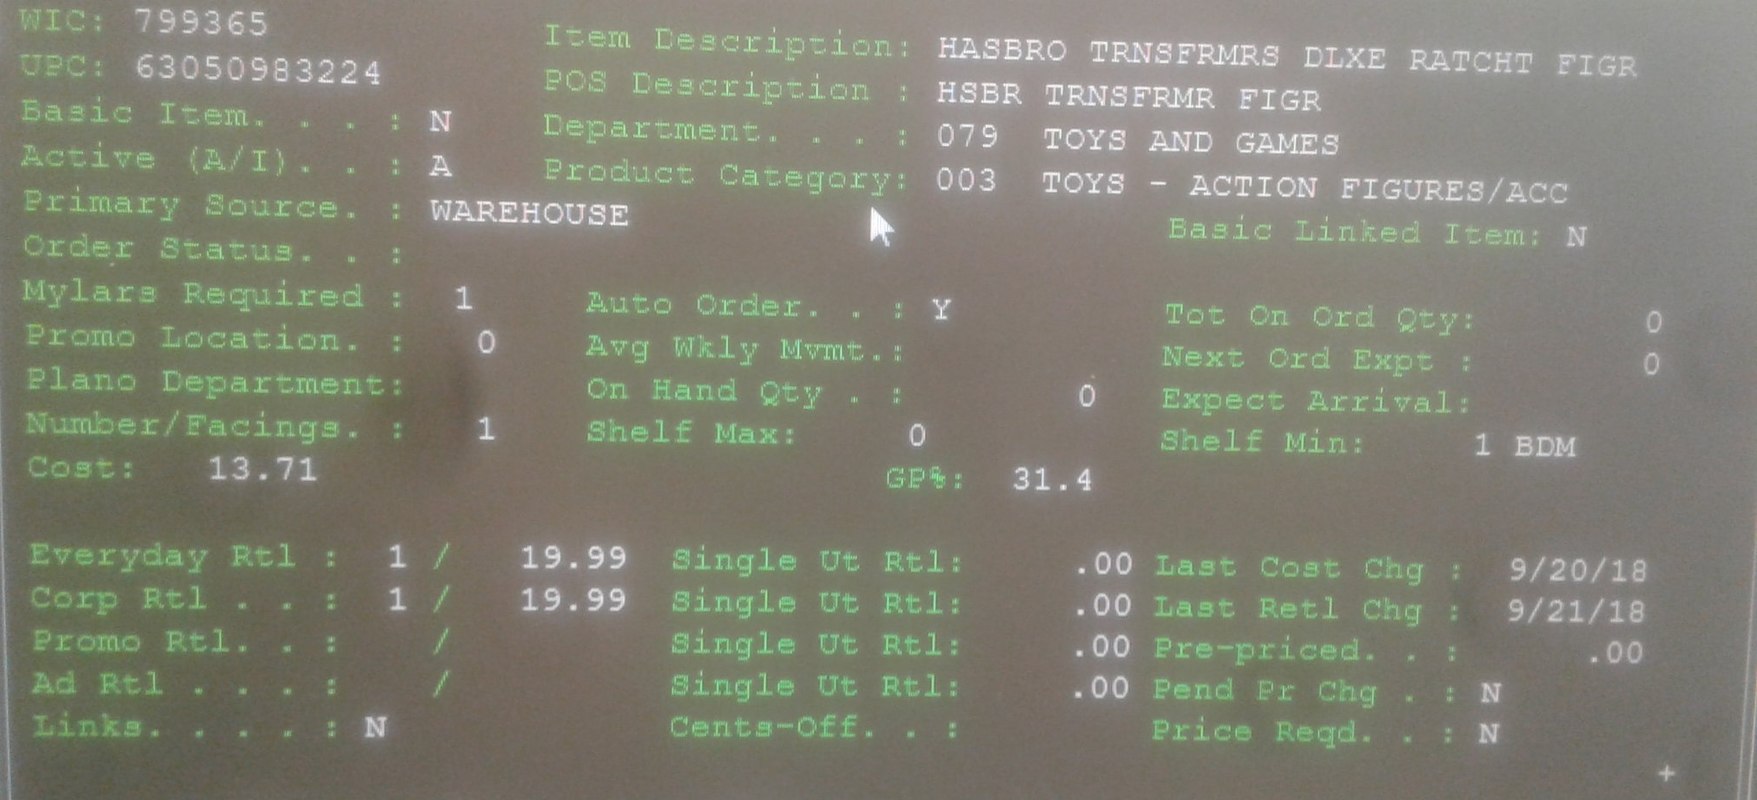 WIC: 799365 Item Description: HASBRO TRNSFRMRS DLXE RATCHT FIGR
UPC: 63050983224 POS Description : HSBR TRNSFRMR FIGR
Basic Item. . . : N Department. . . : 079 TOYS AND GAMES
Active (A/I). . : A Product Category: 003 TOYS - ACTION FIGURES/ACC
Primary Source. : WAREHOUSE Basic Linked Item: N
Order Status. . :
Mylars Required : 1 Auto Order. . : Y Tot On Ord Qty: 0
Promo Location. : 0 Avg Wkly Mvmt.: Next Ord Expt : 0
Plano Department: On Hand Qty . : 0 Expect Arrival:
Number/Facings. : 1 Shelf Max: 0 Shelf Min: 1 BDM
Cost: 13.71 GP%: 31.4
Everyday Rtl : 1 / 19.99 Single Ut Rtl: .00 Last Cost Chg : 9/20/18
Corp Rtl . . : 1 / 19.99 Single Ut Rtl: .00 Last Retl Chg : 9/21/18
Promo Rtl. . : / Single Ut Rtl: .00 Pre-priced. . : .00
Ad Rtl . . . : / Single Ut Rtl: .00 Pend Pr Chg . : N
Links. . . . : N Cents-Off. . : Price Reqd. . : N
+